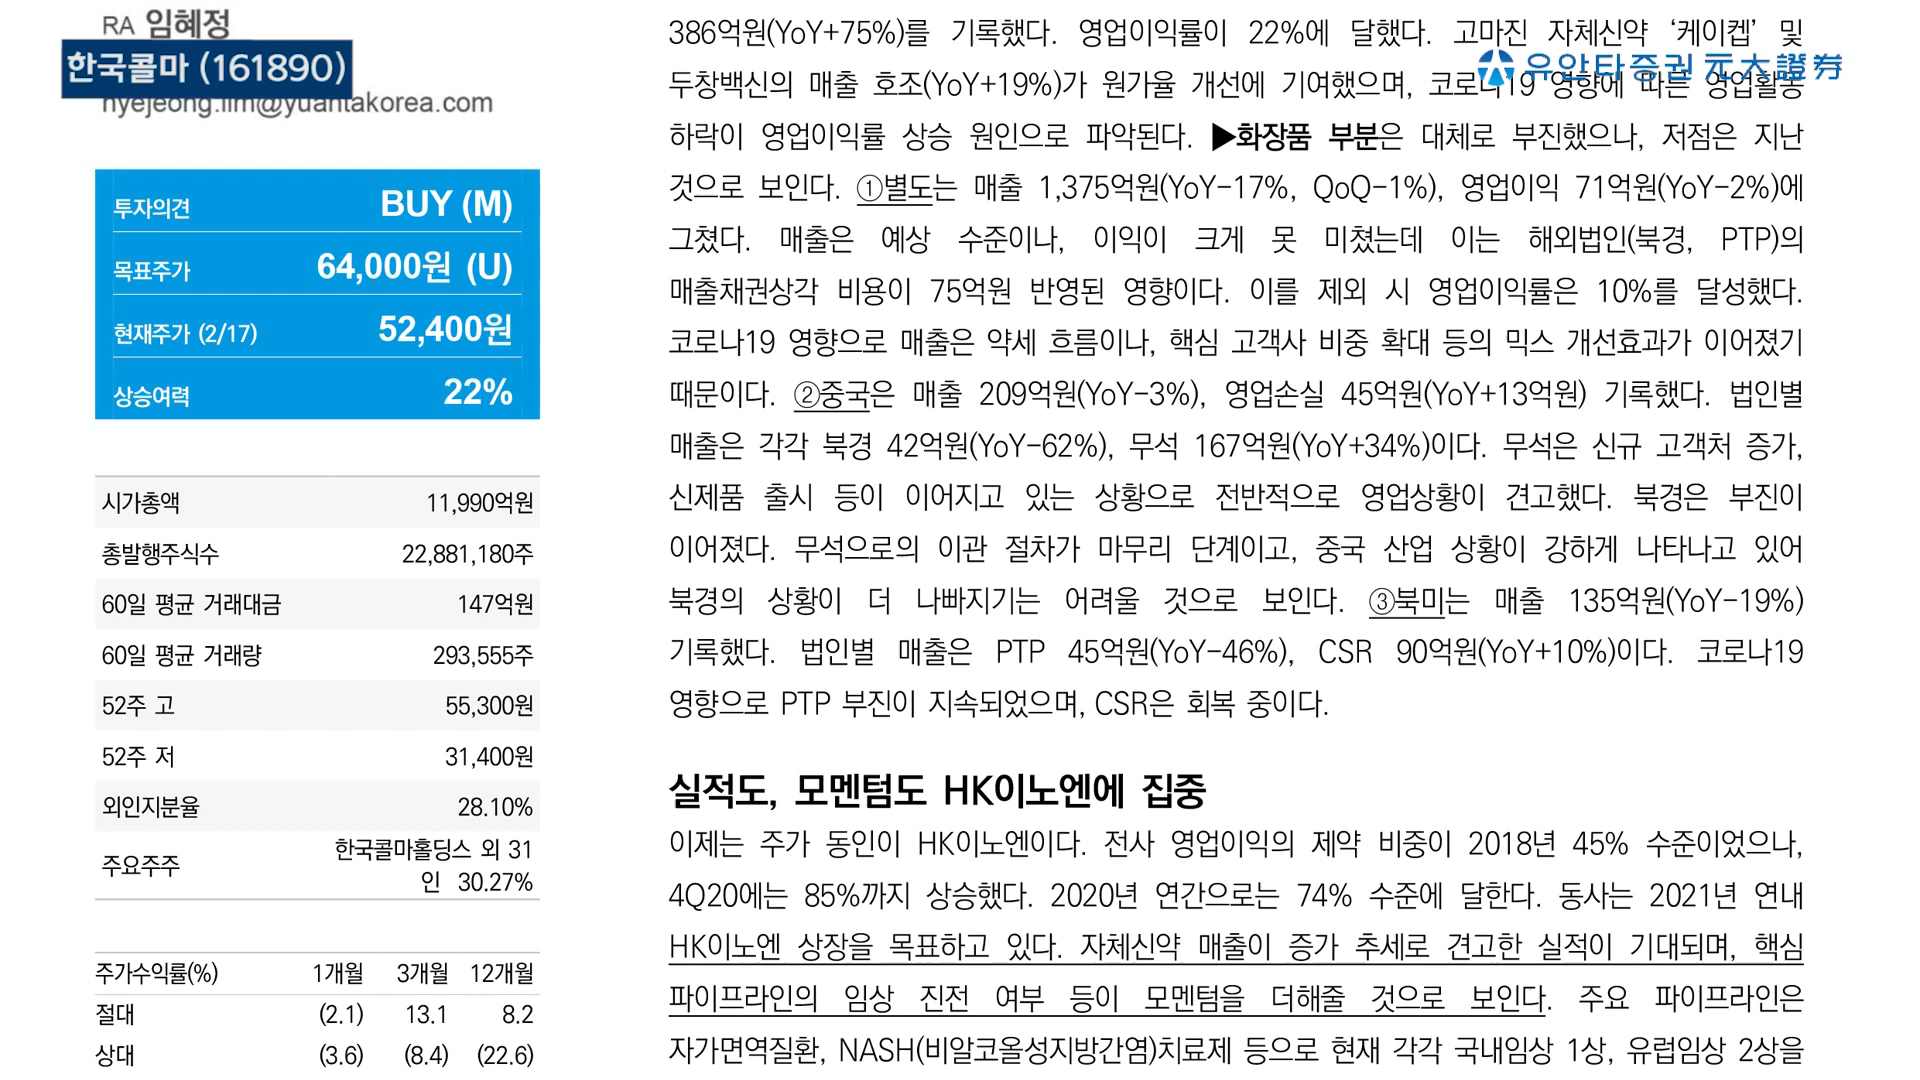 RA 임혜정
한국콜마 (161890)
hyejeong.lim@yuantakorea.com
투자의견 BUY (M)
목표주가 64,000원 (U)
현재주가 (2/17) 52,400원
상승여력 22%
시가총액 11,990억원
총발행주식수 22,881,180주
60일 평균 거래대금 147억원
60일 평균 거래량 293,555주
52주 고 55,300원
52주 저 31,400원
외인지분율 28.10%
주요주주 한국콜마홀딩스 외 31
인 30.27%
주가수익률(%) 1개월 3개월 12개월
절대 (2.1) 13.1 8.2
상대 (3.6) (8.4) (22.6)
유안타증권 元大證券
386억원(YoY+75%)를 기록했다. 영업이익률이 22%에 달했다. 고마진 자체신약 ‘케이켑’ 및
두창백신의 매출 호조(YoY+19%)가 원가율 개선에 기여했으며, 코로나19 영향에 따른 영업활동
하락이 영업이익률 상승 원인으로 파악된다. ▶화장품 부분은 대체로 부진했으나, 저점은 지난
것으로 보인다. ①별도는 매출 1,375억원(YoY-17%, QoQ-1%), 영업이익 71억원(YoY-2%)에
그쳤다. 매출은 예상 수준이나, 이익이 크게 못 미쳤는데 이는 해외법인(북경, PTP)의
매출채권상각 비용이 75억원 반영된 영향이다. 이를 제외 시 영업이익률은 10%를 달성했다.
코로나19 영향으로 매출은 약세 흐름이나, 핵심 고객사 비중 확대 등의 믹스 개선효과가 이어졌기
때문이다. ②중국은 매출 209억원(YoY-3%), 영업손실 45억원(YoY+13억원) 기록했다. 법인별
매출은 각각 북경 42억원(YoY-62%), 무석 167억원(YoY+34%)이다. 무석은 신규 고객처 증가,
신제품 출시 등이 이어지고 있는 상황으로 전반적으로 영업상황이 견고했다. 북경은 부진이
이어졌다. 무석으로의 이관 절차가 마무리 단계이고, 중국 산업 상황이 강하게 나타나고 있어
북경의 상황이 더 나빠지기는 어려울 것으로 보인다. ③북미는 매출 135억원(YoY-19%)
기록했다. 법인별 매출은 PTP 45억원(YoY-46%), CSR 90억원(YoY+10%)이다. 코로나19
영향으로 PTP 부진이 지속되었으며, CSR은 회복 중이다.
실적도, 모멘텀도 HK이노엔에 집중
이제는 주가 동인이 HK이노엔이다. 전사 영업이익의 제약 비중이 2018년 45% 수준이었으나,
4Q20에는 85%까지 상승했다. 2020년 연간으로는 74% 수준에 달한다. 동사는 2021년 연내
HK이노엔 상장을 목표하고 있다. 자체신약 매출이 증가 추세로 견고한 실적이 기대되며, 핵심
파이프라인의 임상 진전 여부 등이 모멘텀을 더해줄 것으로 보인다. 주요 파이프라인은
자가면역질환, NASH(비알코올성지방간염)치료제 등으로 현재 각각 국내임상 1상, 유럽임상 2상을